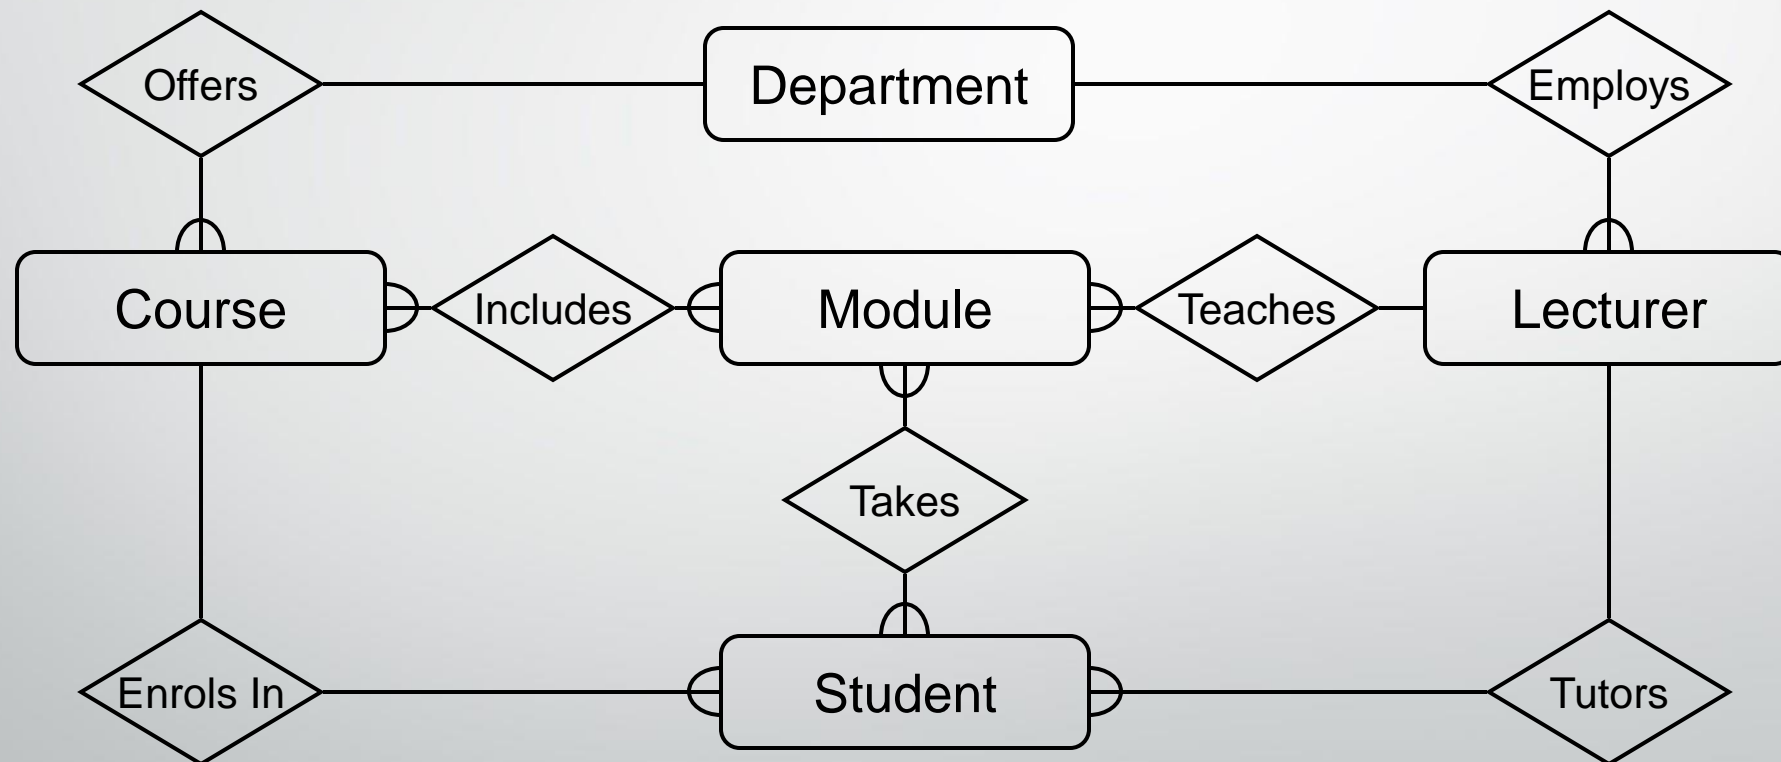 Offers
Department
Employs
Course
Includes
Module
Teaches
Lecturer
Takes
Enrols In
Student
Tutors